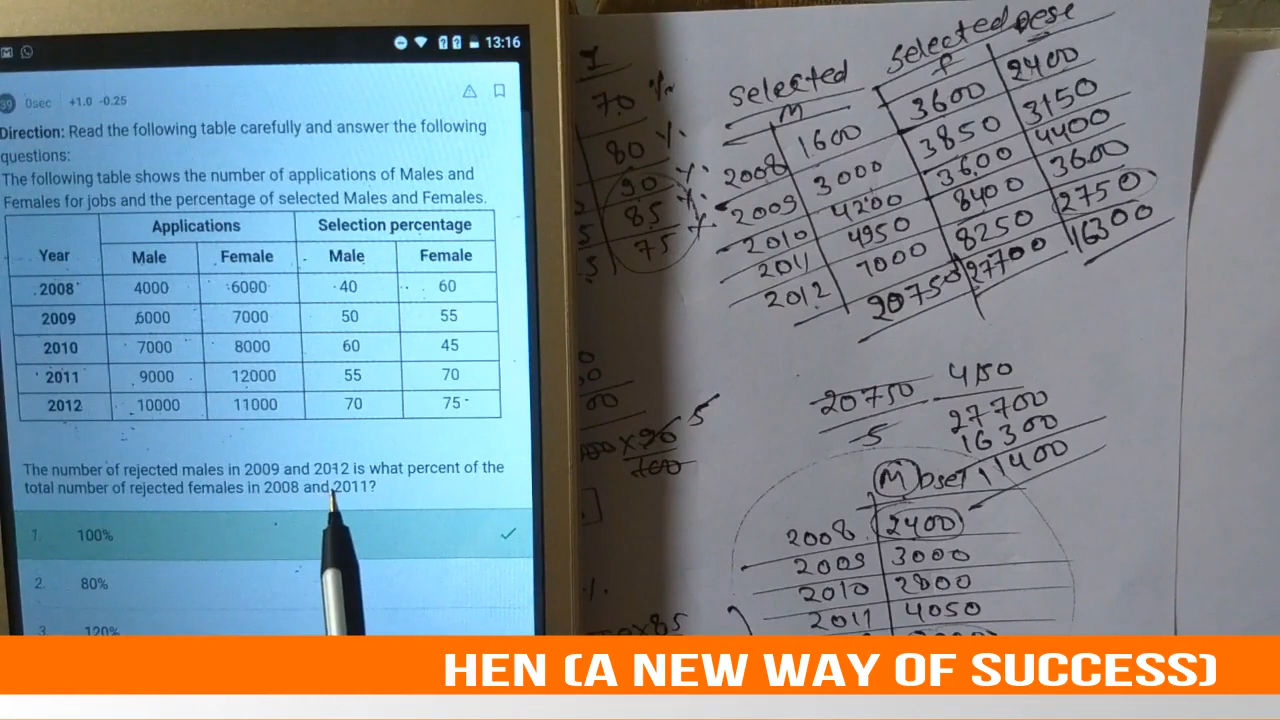 13:16
0sec +1.0 -0.25
Direction: Read the following table carefully and answer the following
questions:
The following table shows the number of applications of Males and
Females for jobs and the percentage of selected Males and Females.
Year Applications Selection percentage
Male Female Male Female
2008 4000 6000 40 60
2009 6000 7000 50 55
2010 7000 8000 60 45
2011 9000 12000 55 70
2012 10000 11000 70 75
The number of rejected males in 2009 and 2012 is what percent of the
total number of rejected females in 2008 and 2011?
1. 100%
2. 80%
3. 120%
70 %
80 %
90 %
85 %
75 %
selected selected
M F 2400
2008 1600 3600 3150
2009 3000 3850 4400
2010 4200 3600 3600
2011 4950 8400 2750
2012 7000 8250 16300
20750 27700
20750 4150
5
27700
16300
11400
M
2008 2400
2009 3000
2010 2800
2011 4050
HEN (A NEW WAY OF SUCCESS)